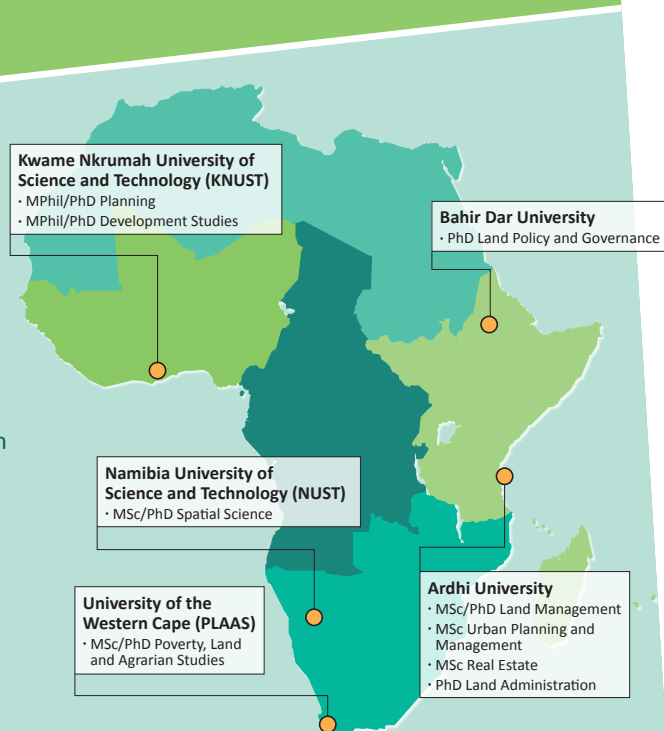 Kwame Nkrumah University of
Science and Technology (KNUST)
· MPhil/PhD Planning
· MPhil/PhD Development Studies
Bahir Dar University
· PhD Land Policy and Governance
n
Namibia University of
Science and Technology (NUST)
· MSc/PhD Spatial Science
University of the
Western Cape (PLAAS)
· MSc/PhD Poverty, Land
and Agrarian Studies
Ardhi University
· MSc/PhD Land Management
· MSc Urban Planning and
Management
· MSc Real Estate
· PhD Land Administration